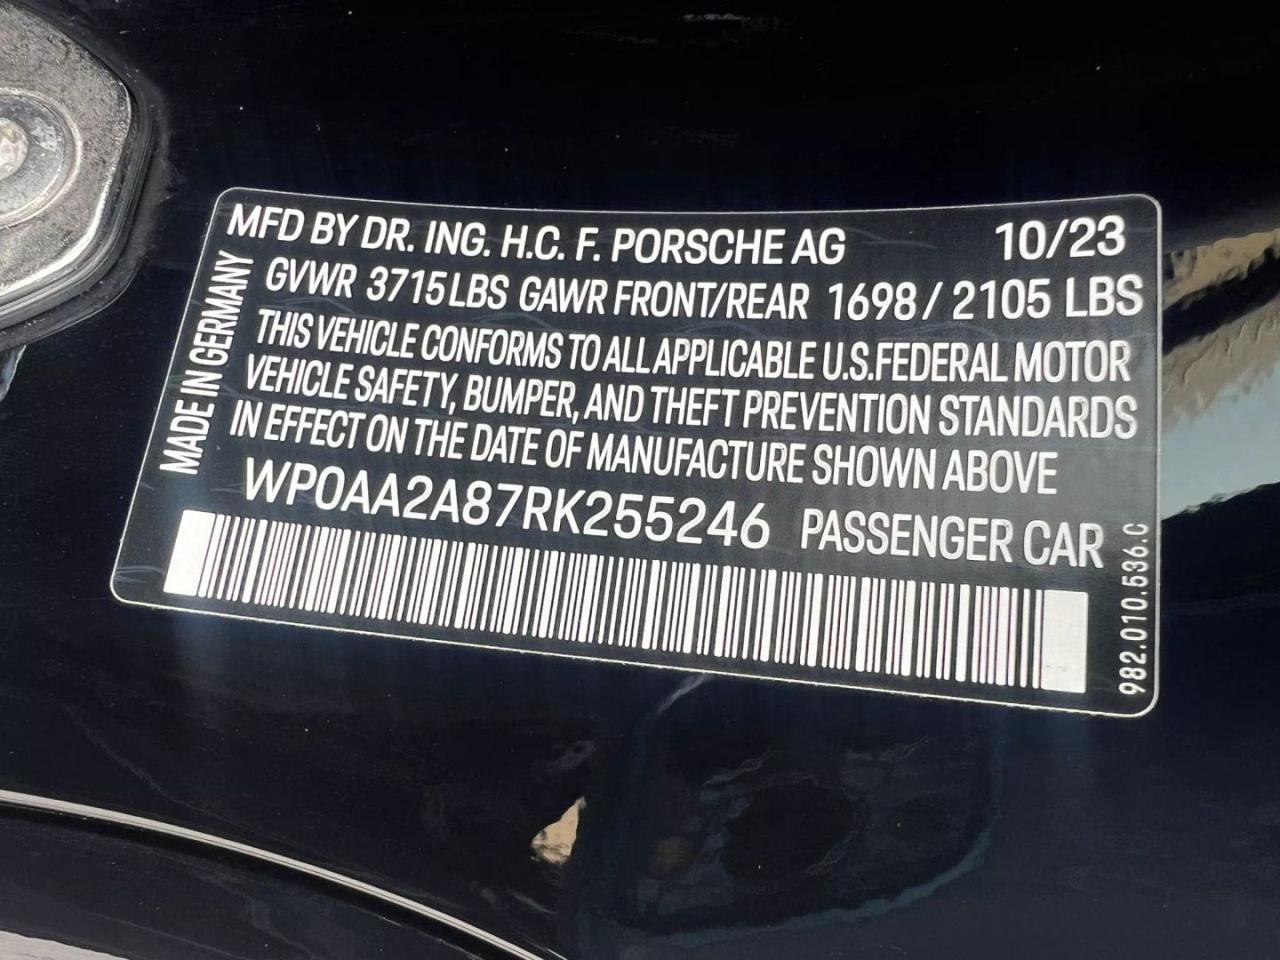 MFD BY DR. ING. H.C. F. PORSCHE AG 10/23
GVWR 3715 LBS GAWR FRONT/REAR 1698 / 2105 LBS
THIS VEHICLE CONFORMS TO ALL APPLICABLE U.S.FEDERAL MOTOR
VEHICLE SAFETY, BUMPER, AND THEFT PREVENTION STANDARDS
IN EFFECT ON THE DATE OF MANUFACTURE SHOWN ABOVE
WP0AA2A87RK255246 PASSENGER CAR
MADE IN GERMANY
982.010.536.C